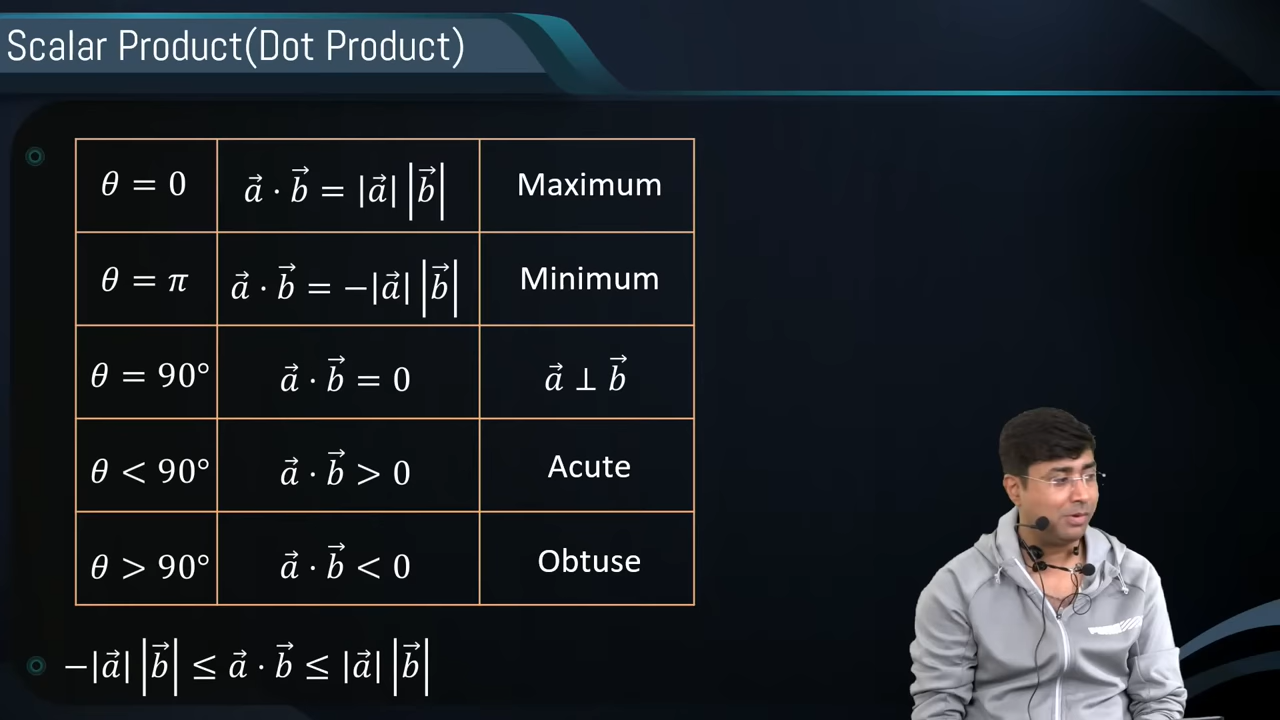 Scalar Product(Dot Product)
θ = 0 a⃗ · b⃗ = |a⃗| |b⃗| Maximum
θ = π a⃗ · b⃗ = −|a⃗| |b⃗| Minimum
θ = 90° a⃗ · b⃗ = 0 a⃗ ⊥ b⃗
θ < 90° a⃗ · b⃗ > 0 Acute
θ > 90° a⃗ · b⃗ < 0 Obtuse
−|a⃗| |b⃗| ≤ a⃗ · b⃗ ≤ |a⃗| |b⃗|